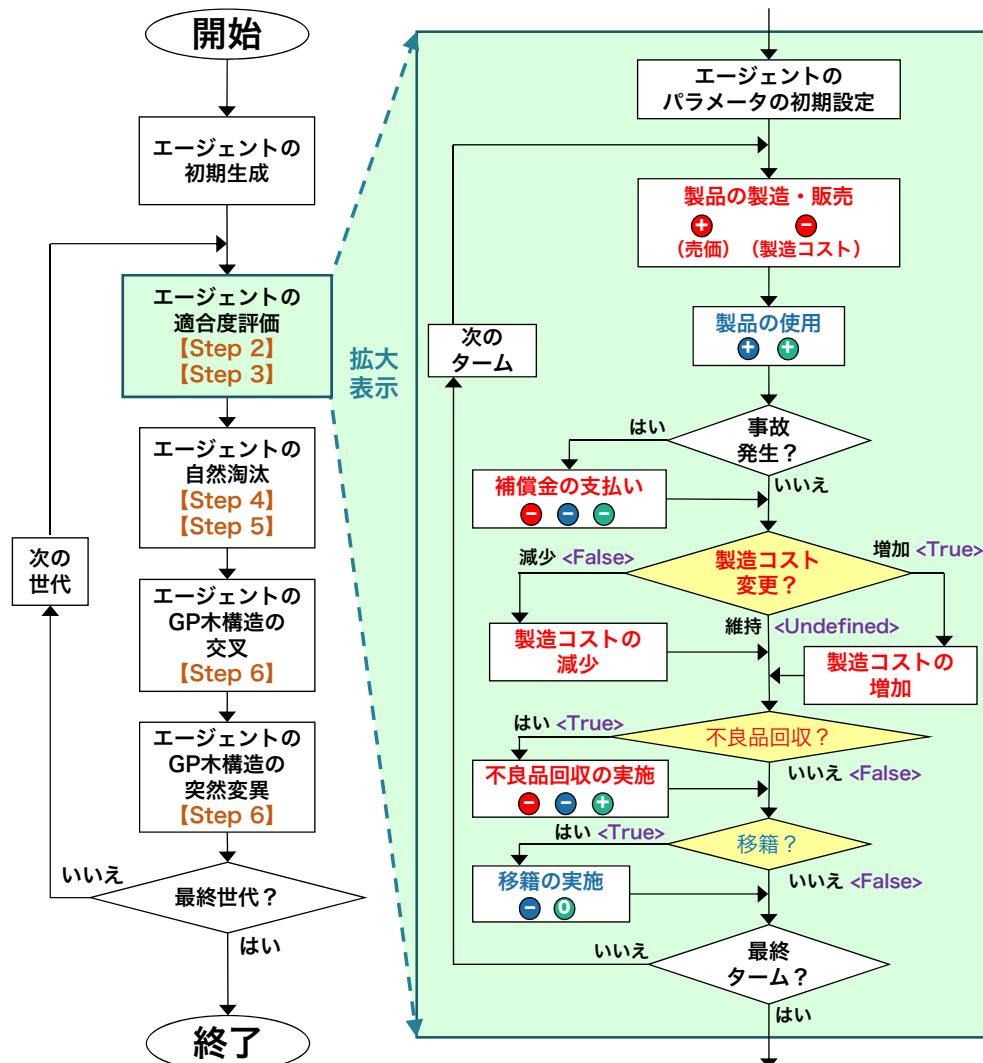 開始
エージェントの
初期生成
エージェントの
適合度評価
【Step 2】
【Step 3】
エージェントの
自然淘汰
【Step 4】
【Step 5】
次の
世代
エージェントの
GP木構造の
交叉
【Step 6】
エージェントの
GP木構造の
突然変異
【Step 6】
いいえ
最終世代？
はい
終了
拡大
表示
エージェントの
パラメータの初期設定
製品の製造・販売
+ −
（売価）（製造コスト）
製品の使用
+ +
次の
ターム
はい
事故
発生？
いいえ
補償金の支払い
− − −
減少 <False>
製造コスト
変更？
増加 <True>
維持 <Undefined>
製造コストの
減少
製造コストの
増加
はい <True>
不良品回収？
いいえ <False>
不良品回収の実施
− − +
はい <True>
移籍？
いいえ <False>
移籍の実施
− 0
いいえ
最終
ターム？
はい